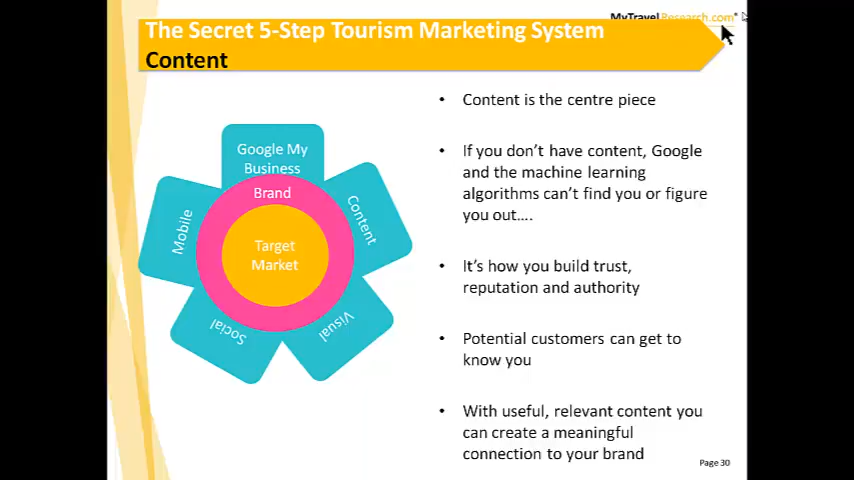 MyTravelResearch.com®
The Secret 5-Step Tourism Marketing System
Content
Google My
Business
Brand
Target
Market
Content
Visual
Social
Mobile
• Content is the centre piece
• If you don’t have content, Google
and the machine learning
algorithms can’t find you or figure
you out….
• It’s how you build trust,
reputation and authority
• Potential customers can get to
know you
• With useful, relevant content you
can create a meaningful
connection to your brand
Page 30